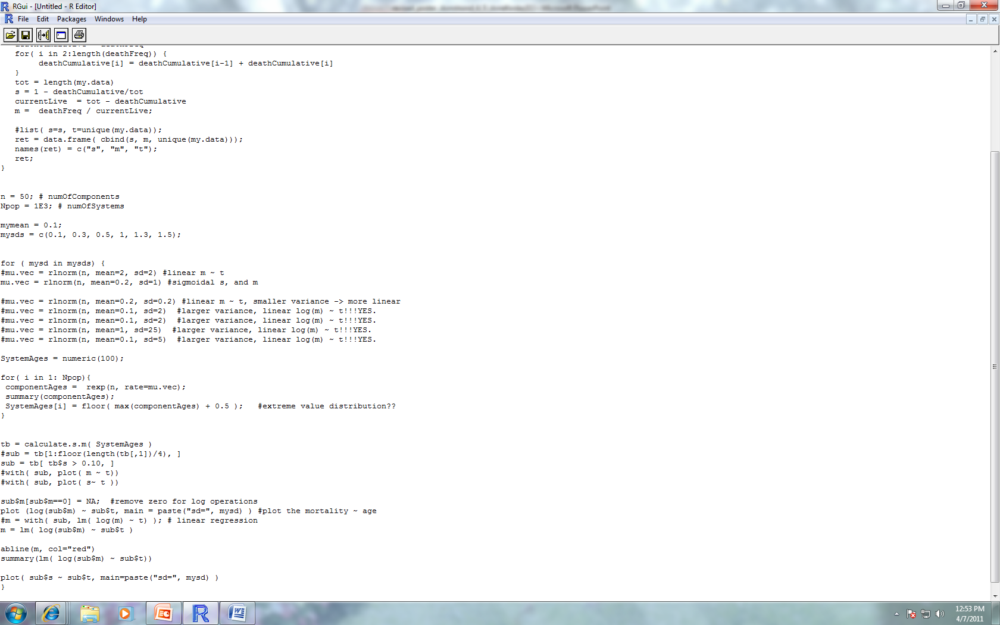 RGui - [Untitled - R Editor]
File Edit Packages Windows Help
for( i in 2:length(deathFreq)) {
deathCumulative[i] = deathCumulative[i-1] + deathCumulative[i]
}
tot = length(my.data)
s = 1 - deathCumulative/tot
currentLive  = tot - deathCumulative
m =  deathFreq / currentLive;
#list( s=s, t=unique(my.data));
ret = data.frame( cbind(s, m, unique(my.data)));
names(ret) = c("s", "m", "t");
ret;
}
n = 50; # numOfComponents
Npop = 1E3; # numOfSystems
mymean = 0.1;
mysds = c(0.1, 0.3, 0.5, 1, 1.3, 1.5);
for ( mysd in mysds) {
#mu.vec = rlnorm(n, mean=2, sd=2) #linear m ~ t
mu.vec = rlnorm(n, mean=0.2, sd=1) #sigmoidal s, and m
#mu.vec = rlnorm(n, mean=0.2, sd=0.2) #linear m ~ t, smaller variance -> more linear
#mu.vec = rlnorm(n, mean=0.1, sd=2)  #larger variance, linear log(m) ~ t!!!YES.
#mu.vec = rlnorm(n, mean=0.1, sd=2)  #larger variance, linear log(m) ~ t!!!YES.
#mu.vec = rlnorm(n, mean=1, sd=25)  #larger variance, linear log(m) ~ t!!!YES.
#mu.vec = rlnorm(n, mean=0.1, sd=5)  #larger variance, linear log(m) ~ t!!!YES.
SystemAges = numeric(100);
for( i in 1: Npop){
componentAges =  rexp(n, rate=mu.vec);
summary(componentAges);
SystemAges[i] = floor( max(componentAges) + 0.5 );   #extreme value distribution??
}
tb = calculate.s.m( SystemAges )
#sub = tb[1:floor(length(tb[,1])/4), ]
sub = tb[ tb$s > 0.10, ]
#with( sub, plot( m ~ t))
#with( sub, plot( s~ t ))
sub$m[sub$m==0] = NA;  #remove zero for log operations
plot (log(sub$m) ~ sub$t, main = paste("sd=", mysd) ) #plot the mortality ~ age
#m = with( sub, lm( log(m) ~ t) ); # linear regression
m = lm( log(sub$m) ~ sub$t )
abline(m, col="red")
summary(lm( log(sub$m) ~ sub$t))
plot( sub$s ~ sub$t, main=paste("sd=", mysd) )
}
12:53 PM
4/7/2011